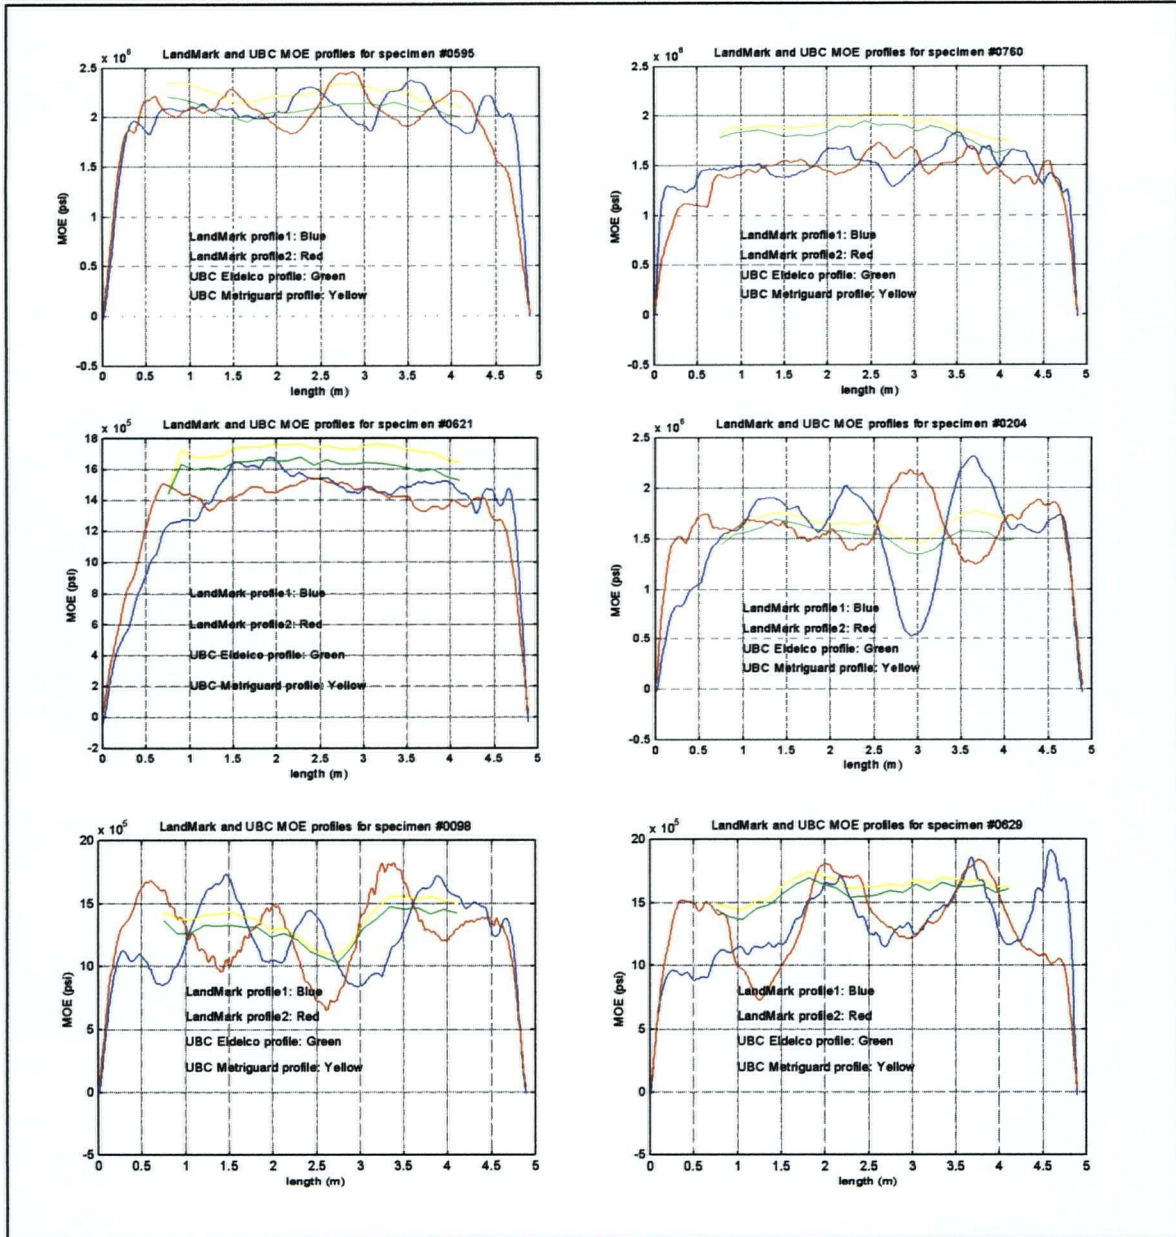 LandMark and UBC MOE profiles for specimen #0595
x 10^6
2.5
2
1.5
1
0.5
0
-0.5
MOE (psi)
LandMark profile1: Blue
LandMark profile2: Red
UBC Eldelco profile: Green
UBC Metriguard profile: Yellow
0 0.5 1 1.5 2 2.5 3 3.5 4 4.5 5
length (m)
LandMark and UBC MOE profiles for specimen #0760
x 10^6
2.5
2
1.5
1
0.5
0
-0.5
MOE (psi)
LandMark profile1: Blue
LandMark profile2: Red
UBC Eldelco profile: Green
UBC Metriguard profile: Yellow
0 0.5 1 1.5 2 2.5 3 3.5 4 4.5 5
length (m)
LandMark and UBC MOE profiles for specimen #0621
x 10^5
18
16
14
12
10
8
6
4
2
0
-2
MOE (psi)
LandMark profile1: Blue
LandMark profile2: Red
UBC Eldelco profile: Green
UBC Metriguard profile: Yellow
0 0.5 1 1.5 2 2.5 3 3.5 4 4.5 5
length (m)
LandMark and UBC MOE profiles for specimen #0204
x 10^6
2.5
2
1.5
1
0.5
0
-0.5
MOE (psi)
LandMark profile1: Blue
LandMark profile2: Red
UBC Eldelco profile: Green
UBC Metriguard profile: Yellow
0 0.5 1 1.5 2 2.5 3 3.5 4 4.5 5
length (m)
LandMark and UBC MOE profiles for specimen #0098
x 10^5
20
15
10
5
0
-5
MOE (psi)
LandMark profile1: Blue
LandMark profile2: Red
UBC Eldelco profile: Green
UBC Metriguard profile: Yellow
0 0.5 1 1.5 2 2.5 3 3.5 4 4.5 5
length (m)
LandMark and UBC MOE profiles for specimen #0629
x 10^5
20
15
10
5
0
-5
MOE (psi)
LandMark profile1: Blue
LandMark profile2: Red
UBC Eldelco profile: Green
UBC Metriguard profile: Yellow
0 0.5 1 1.5 2 2.5 3 3.5 4 4.5 5
length (m)